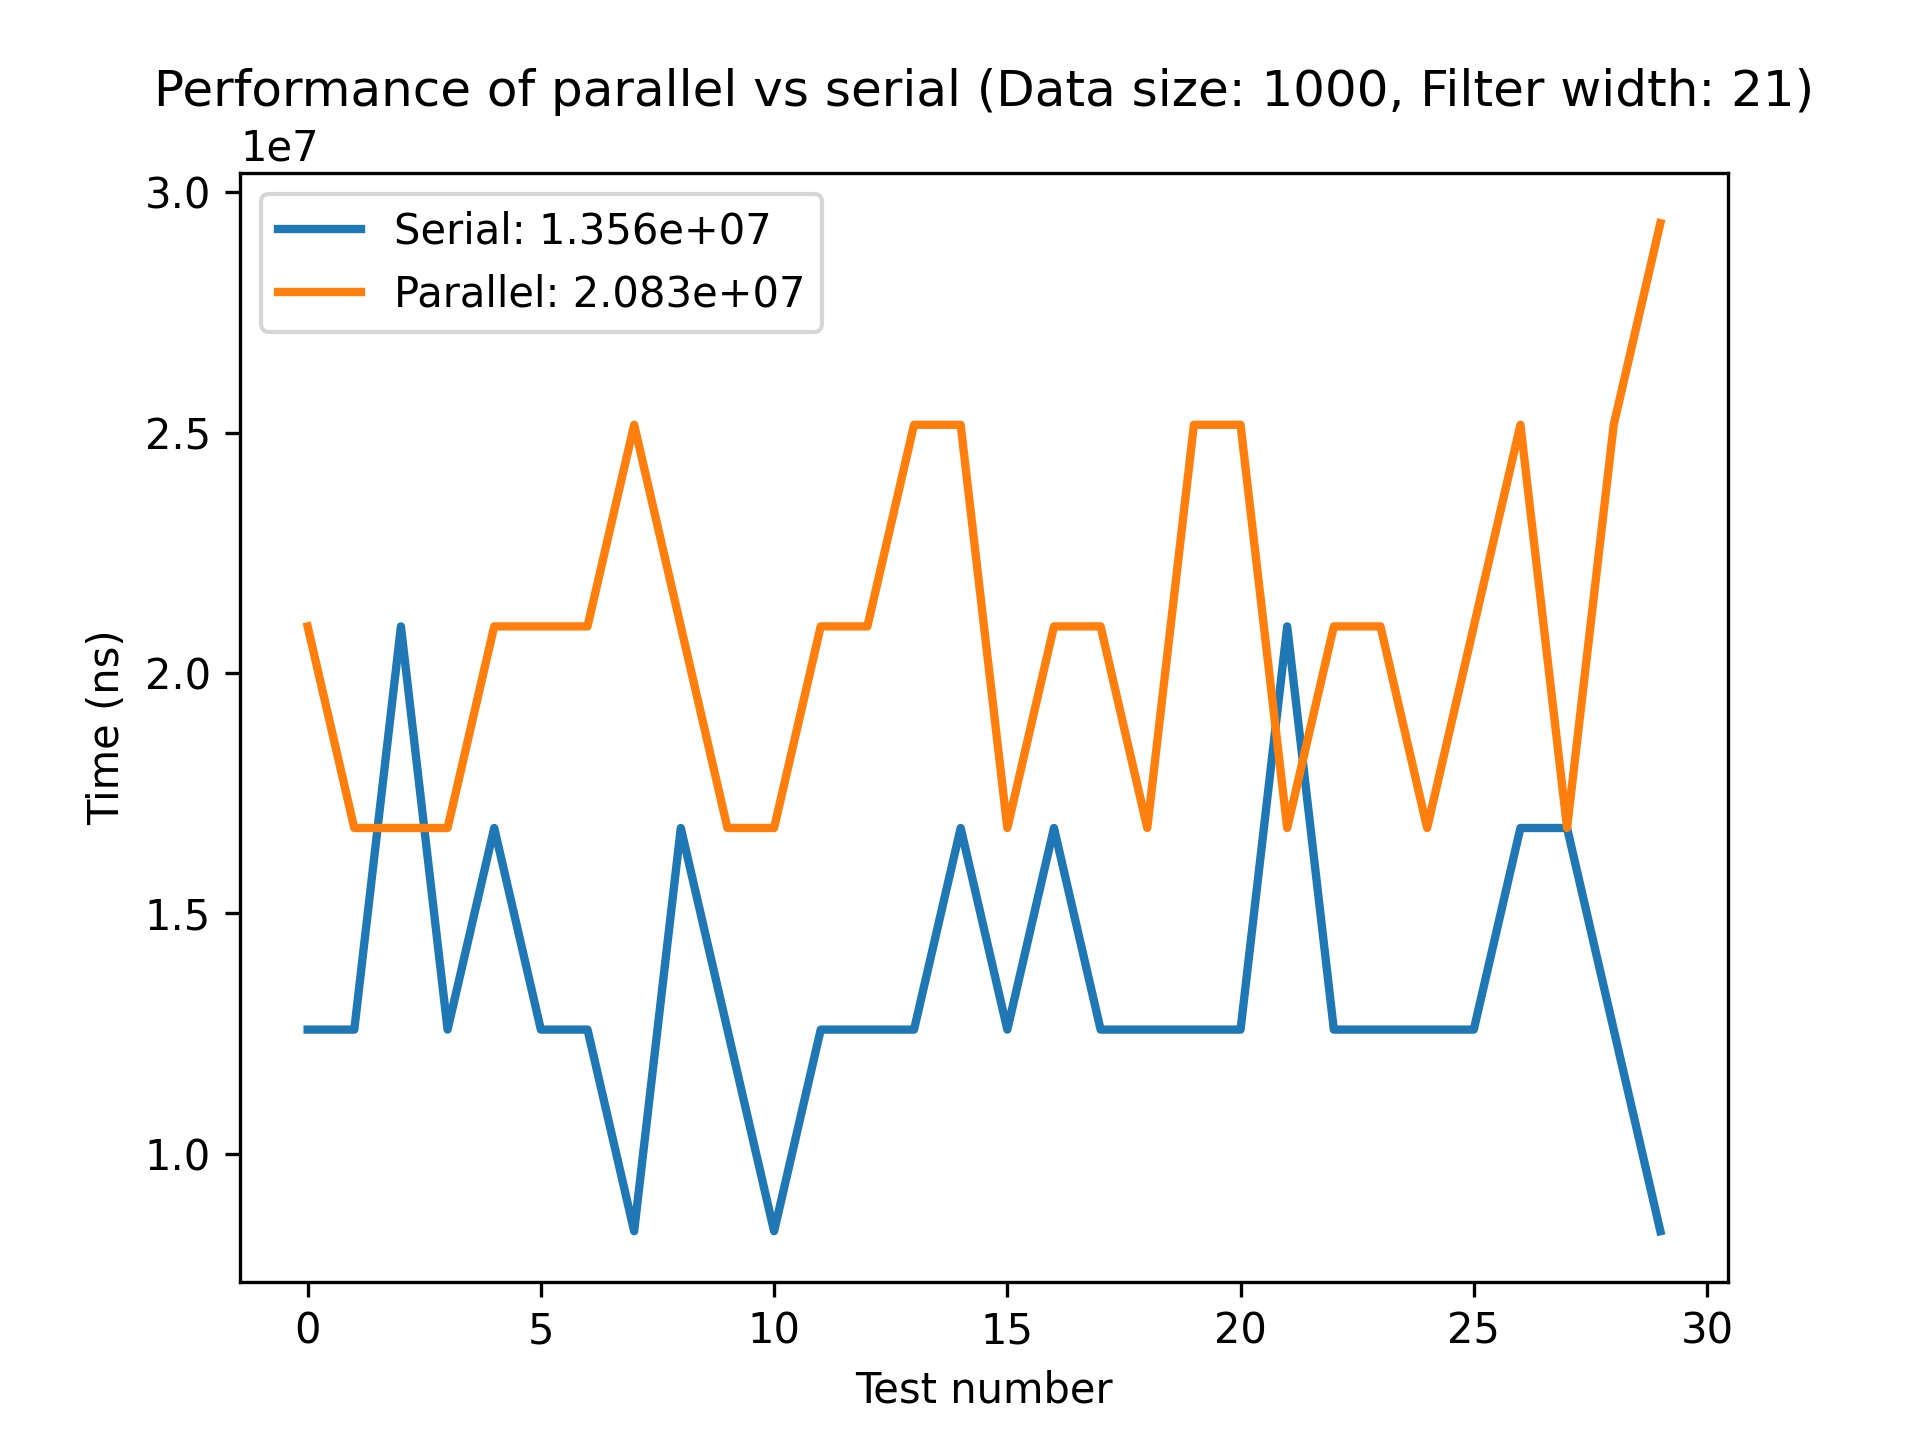 Performance of parallel vs serial (Data size: 1000, Filter width: 21)
1e7
3.0
2.5
2.0
1.5
1.0
Time (ns)
Serial: 1.356e+07
Parallel: 2.083e+07
0 5 10 15 20 25 30
Test number